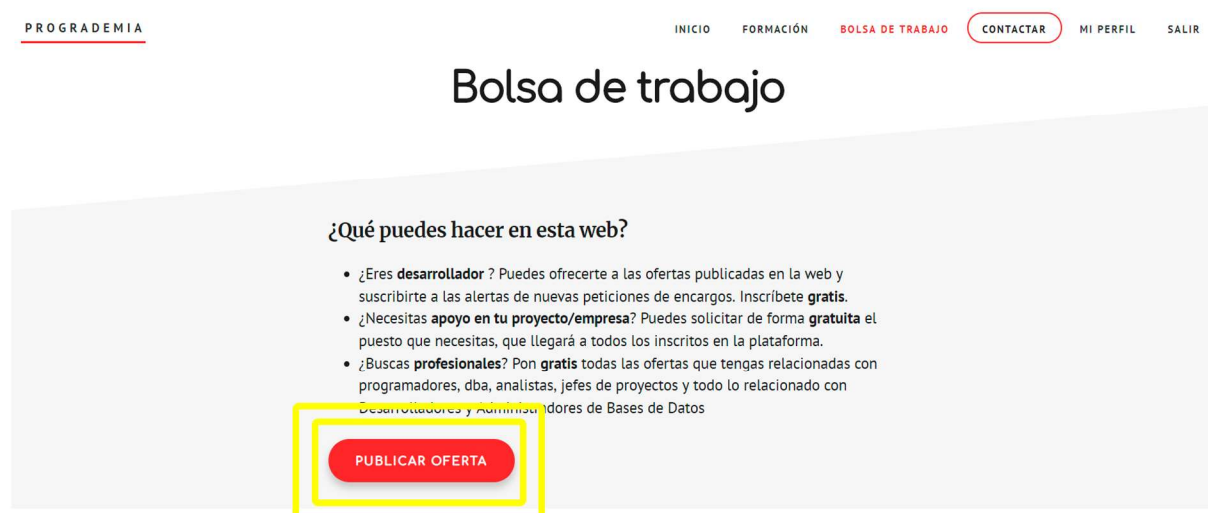 PROGRADEMIA
INICIO FORMACIÓN BOLSA DE TRABAJO CONTACTAR MI PERFIL SALIR
Bolsa de trabajo
¿Qué puedes hacer en esta web?
• ¿Eres desarrollador ? Puedes ofrecerte a las ofertas publicadas en la web y
suscribirte a las alertas de nuevas peticiones de encargos. Inscríbete gratis.
• ¿Necesitas apoyo en tu proyecto/empresa? Puedes solicitar de forma gratuita el
puesto que necesitas, que llegará a todos los inscritos en la plataforma.
• ¿Buscas profesionales? Pon gratis todas las ofertas que tengas relacionadas con
programadores, dba, analistas, jefes de proyectos y todo lo relacionado con
Desarrolladores y Administradores de Bases de Datos
PUBLICAR OFERTA